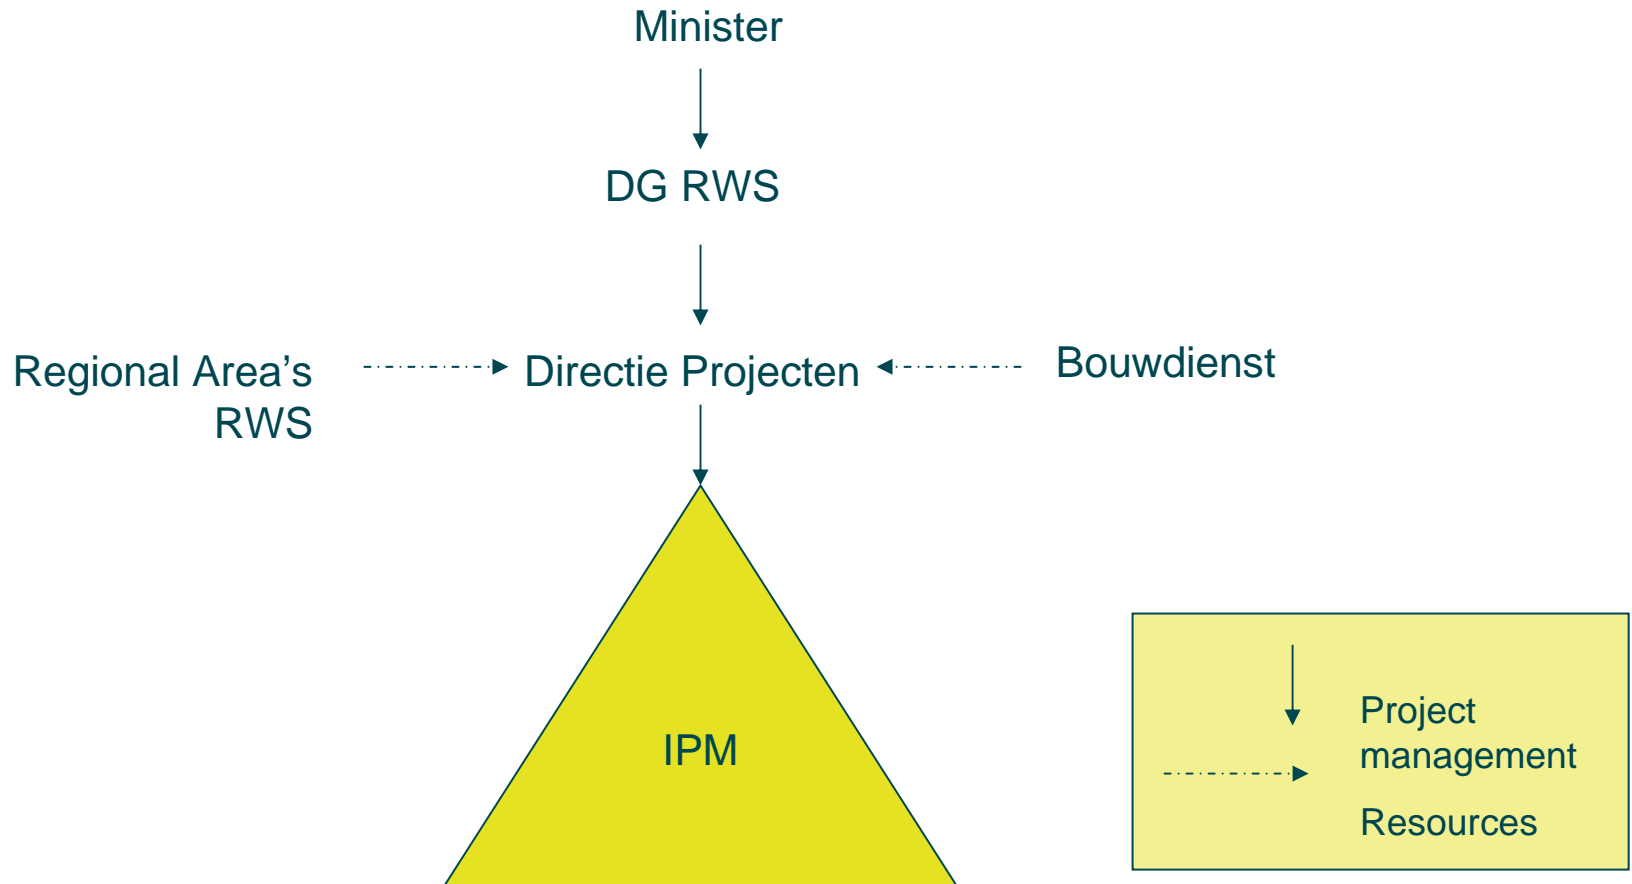 Minister
DG RWS
Regional Area's
RWS
Directie Projecten
Bouwdienst
IPM
Project
management
Resources